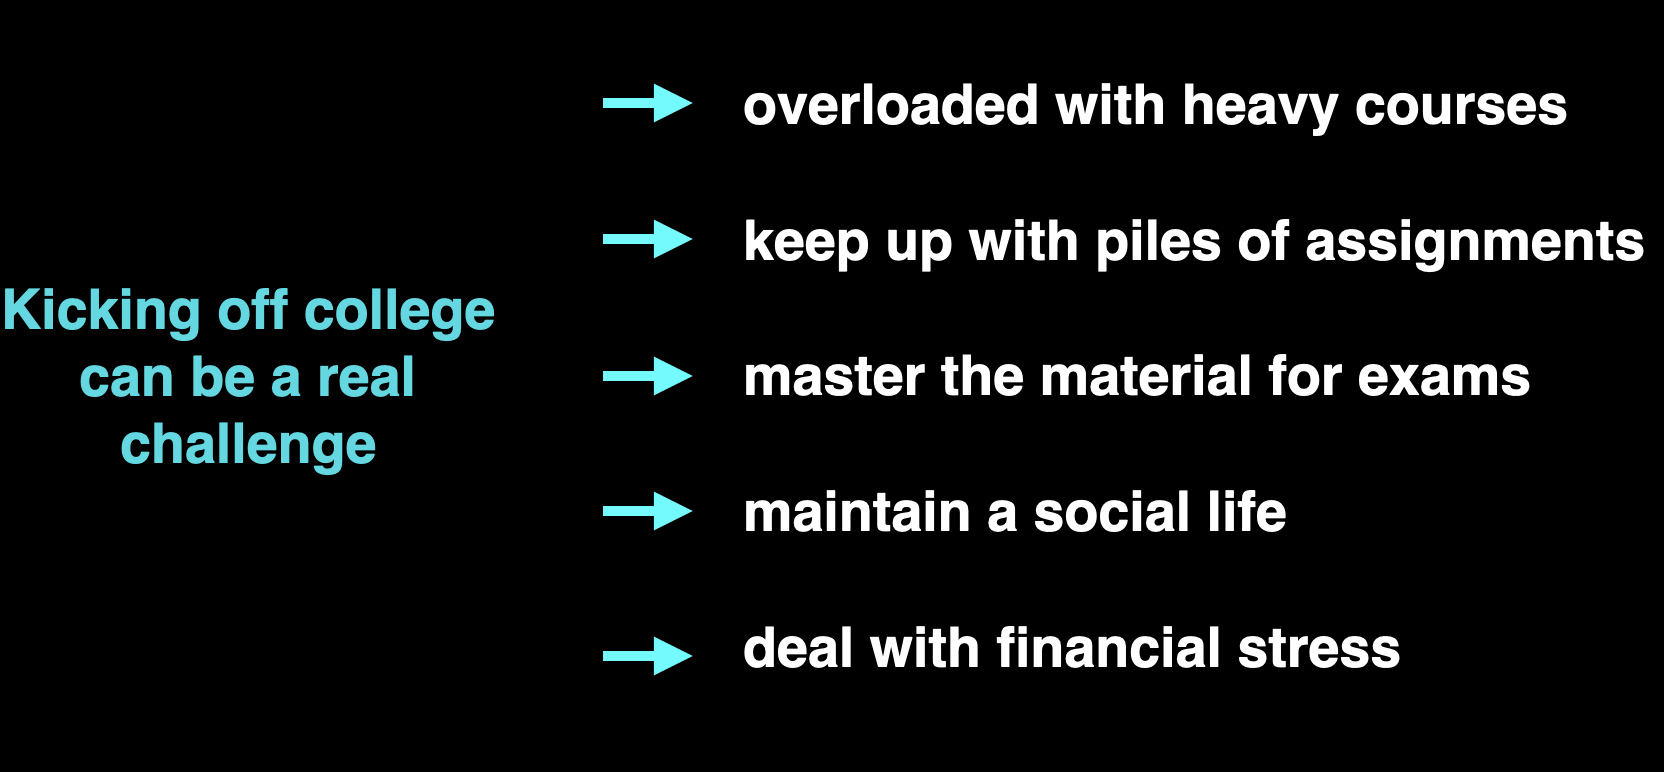 Kicking off college
can be a real
challenge
overloaded with heavy courses
keep up with piles of assignments
master the material for exams
maintain a social life
deal with financial stress